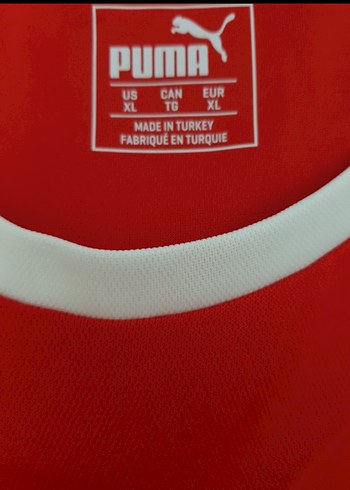 PUMA
US CAN EUR
XL TG XL
MADE IN TURKEY
FABRIQUÉ EN TURQUIE